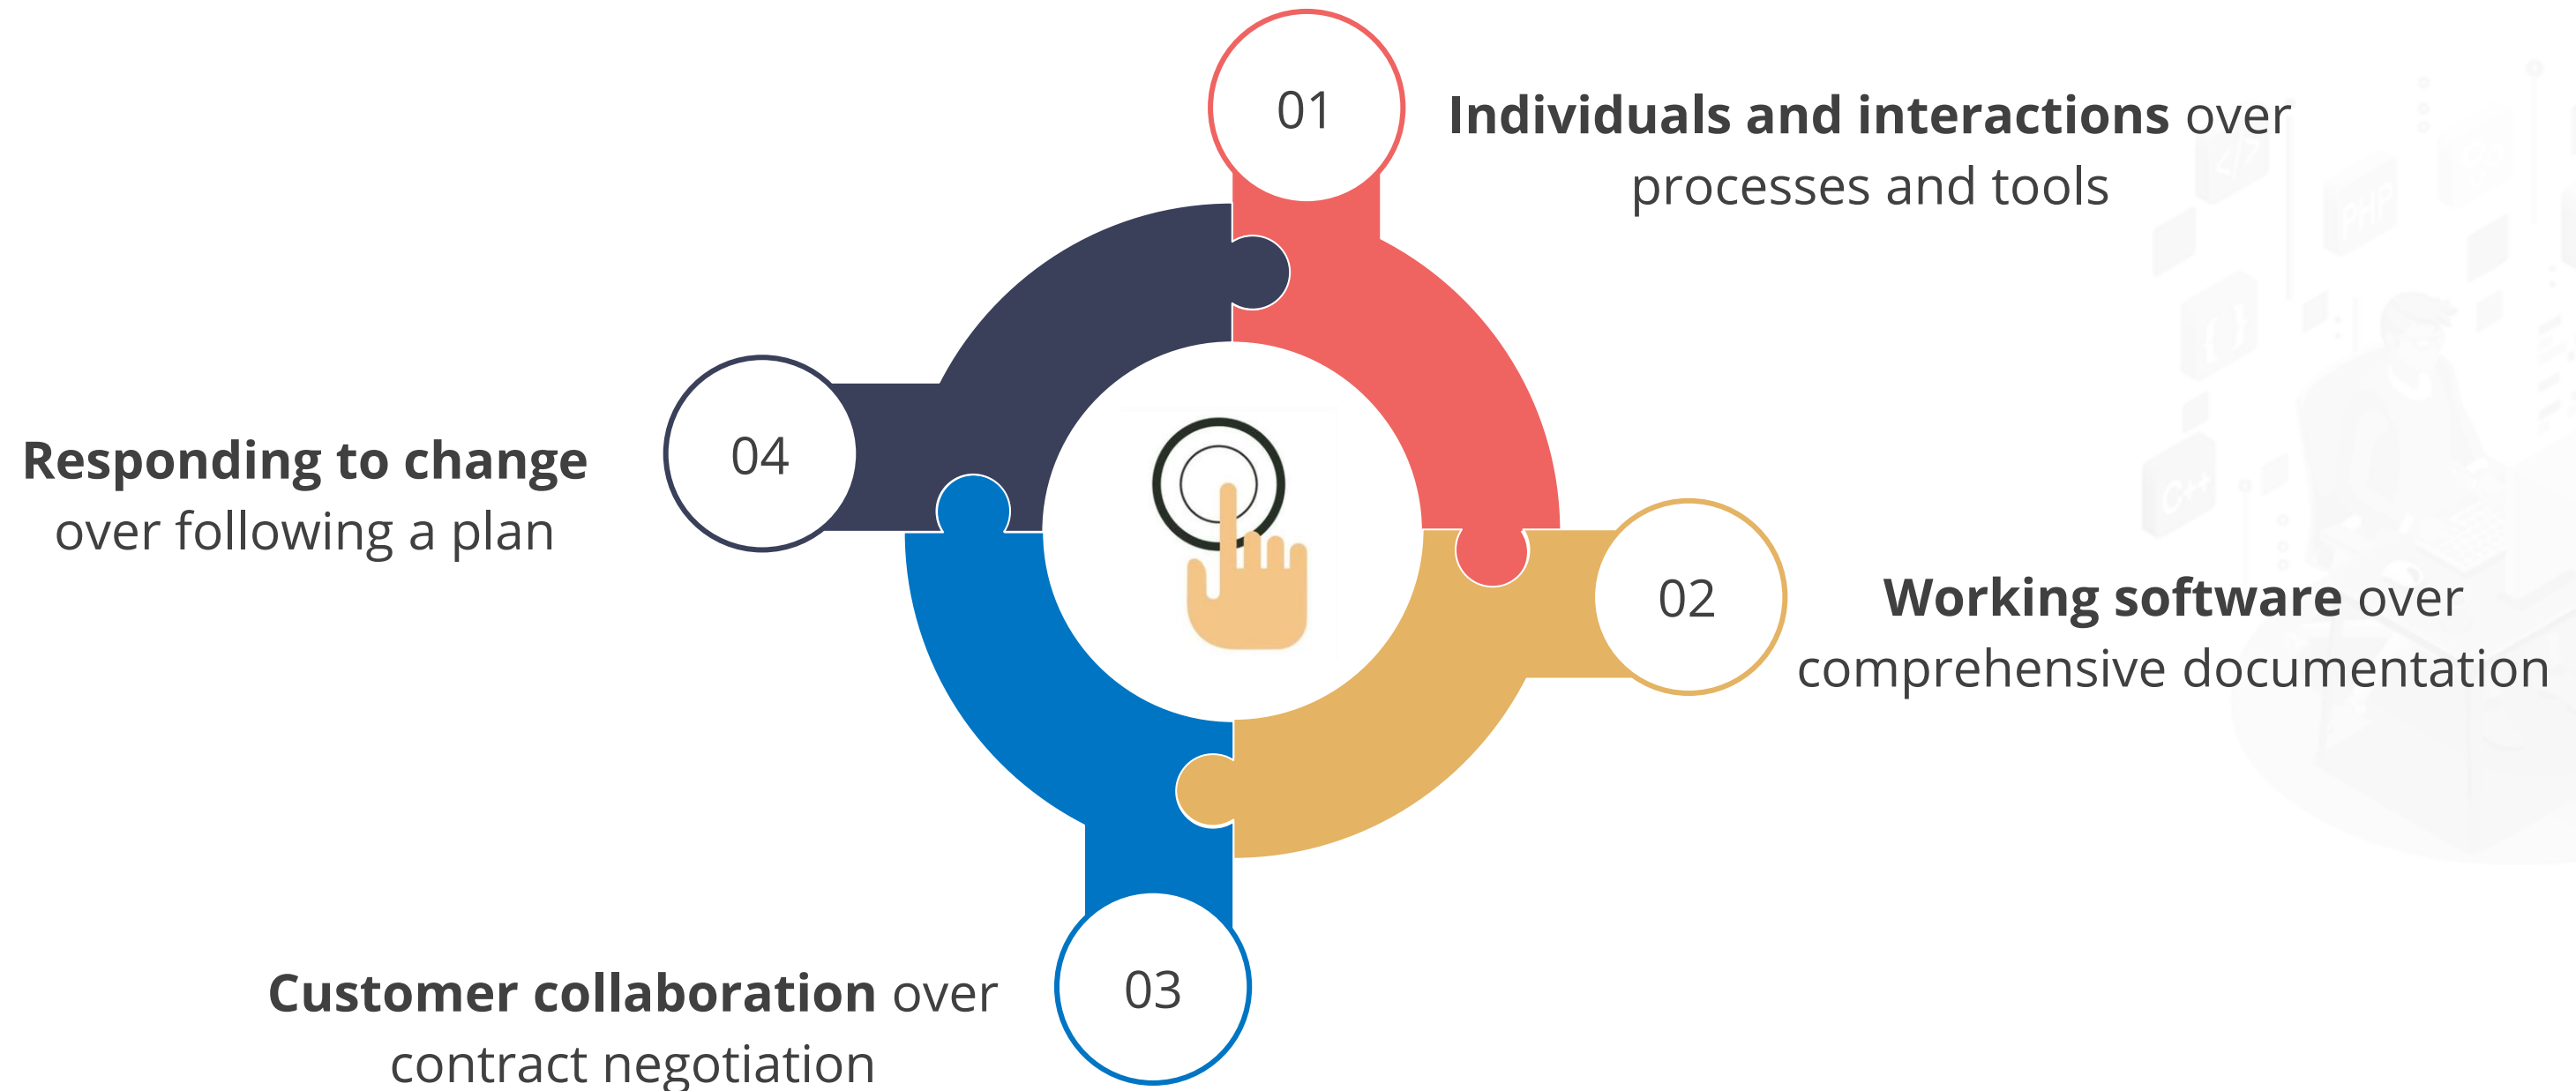 01
Individuals and interactions over
processes and tools
02
Working software over
comprehensive documentation
03
Customer collaboration over
contract negotiation
04
Responding to change
over following a plan
</>
PHP
{ }
C++